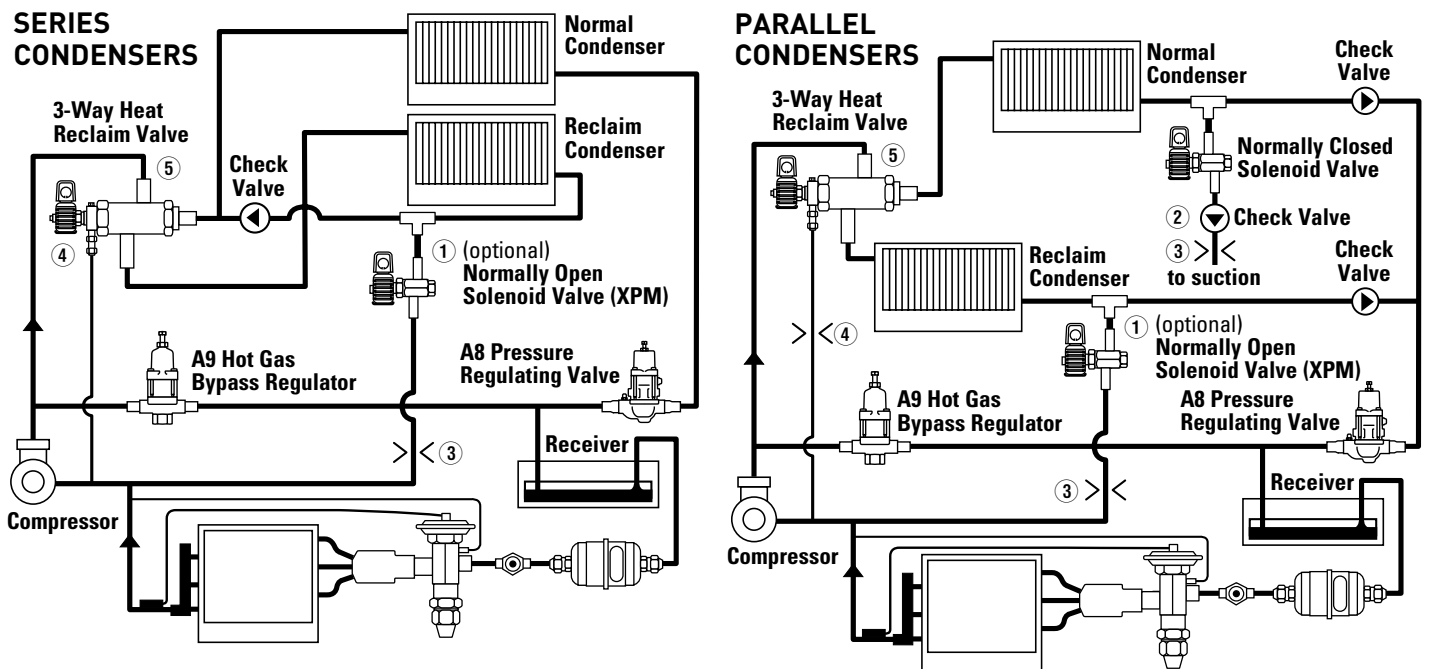 SERIES
CONDENSERS
Normal
Condenser
3-Way Heat
Reclaim Valve
⑤
Check
Valve
Reclaim
Condenser
④
① (optional)
Normally Open
Solenoid Valve (XPM)
A9 Hot Gas
Bypass Regulator
A8 Pressure
Regulating Valve
③
Receiver
Compressor
PARALLEL
CONDENSERS
Normal
Condenser
Check
Valve
3-Way Heat
Reclaim Valve
⑤
Normally Closed
Solenoid Valve
② Check Valve
③
to suction
Reclaim
Condenser
Check
Valve
④
① (optional)
Normally Open
Solenoid Valve (XPM)
A9 Hot Gas
Bypass Regulator
A8 Pressure
Regulating Valve
③
Receiver
Compressor